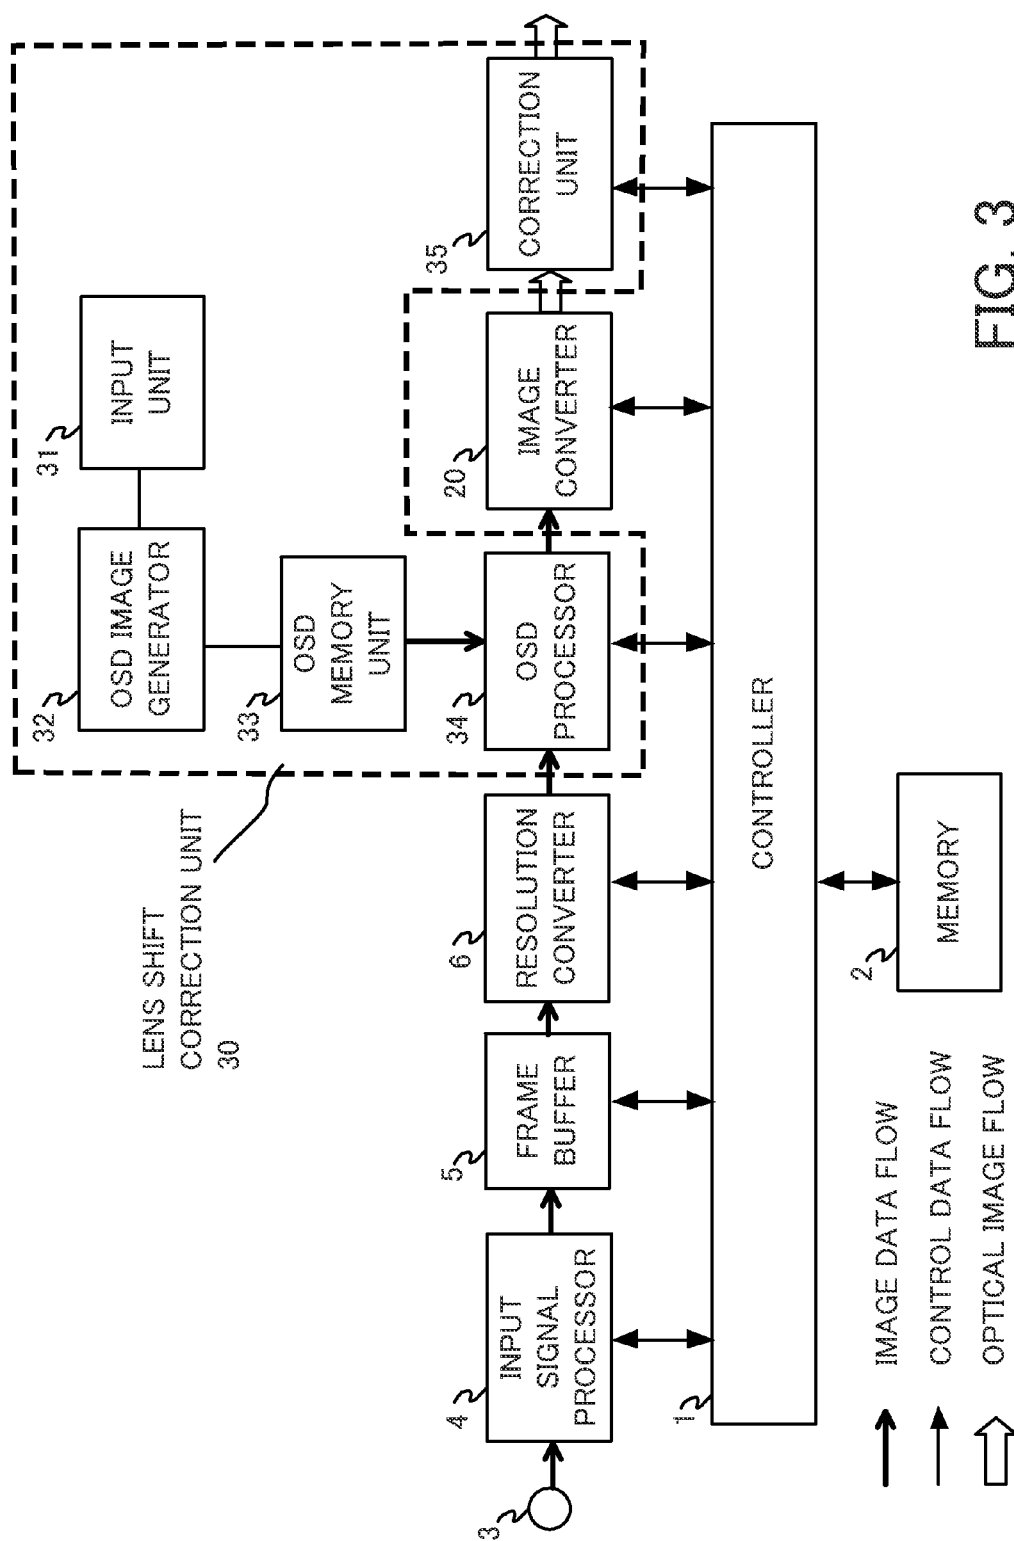 FIG. 3
LENS SHIFT
CORRECTION UNIT
30
32
OSD IMAGE
GENERATOR
31
INPUT
UNIT
33
OSD
MEMORY
UNIT
3
4
INPUT
SIGNAL
PROCESSOR
5
FRAME
BUFFER
6
RESOLUTION
CONVERTER
34
OSD
PROCESSOR
20
IMAGE
CONVERTER
35
CORRECTION
UNIT
1
CONTROLLER
2
MEMORY
IMAGE DATA FLOW
CONTROL DATA FLOW
OPTICAL IMAGE FLOW